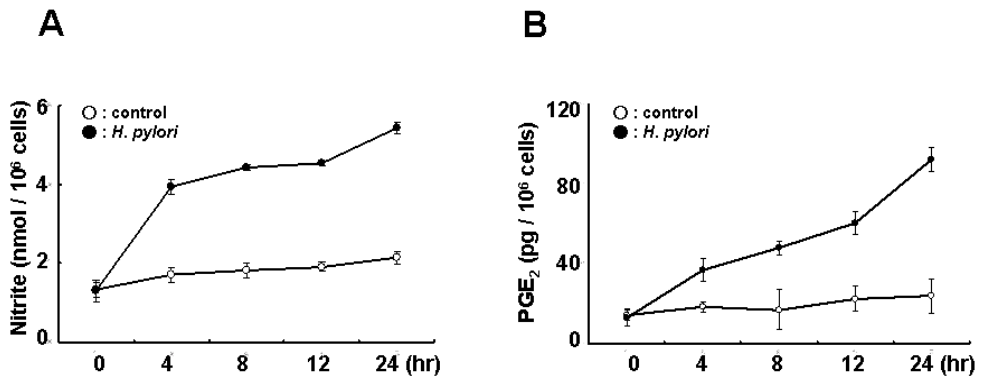 A
Nitrite (nmol / 10⁶ cells)
6
4
2
0
○ : control
● : H. pylori
0 4 8 12 24 (hr)
B
PGE₂ (pg / 10⁶ cells)
120
80
40
0
○ : control
● : H. pylori
0 4 8 12 24 (hr)